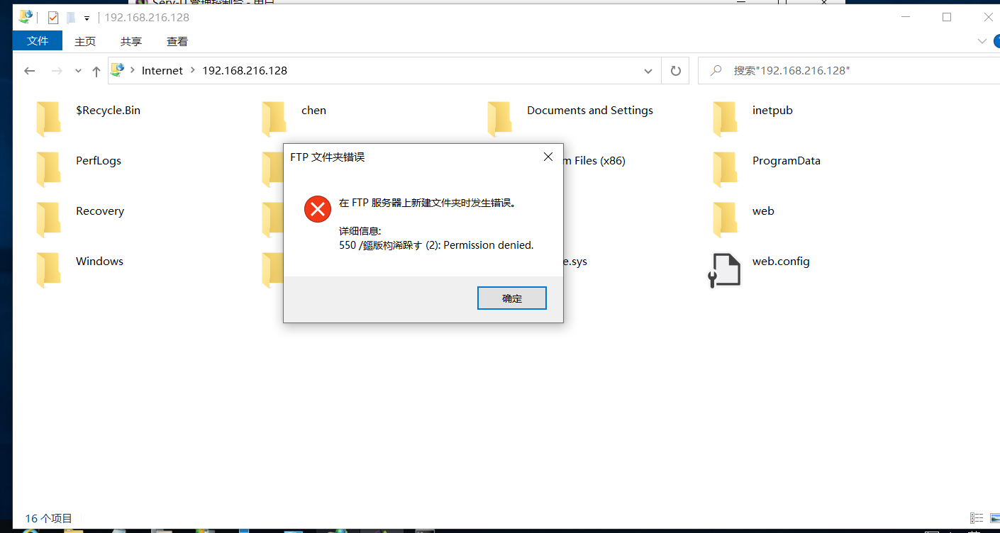 192.168.216.128
文件
主页
共享
查看
Internet
192.168.216.128
搜索"192.168.216.128"
$Recycle.Bin
chen
Documents and Settings
inetpub
PerfLogs
m Files (x86)
ProgramData
Recovery
web
Windows
e.sys
web.config
FTP 文件夹错误
在 FTP 服务器上新建文件夹时发生错误。
详细信息:
550 /鏂版枃浠跺す (2): Permission denied.
确定
16 个项目